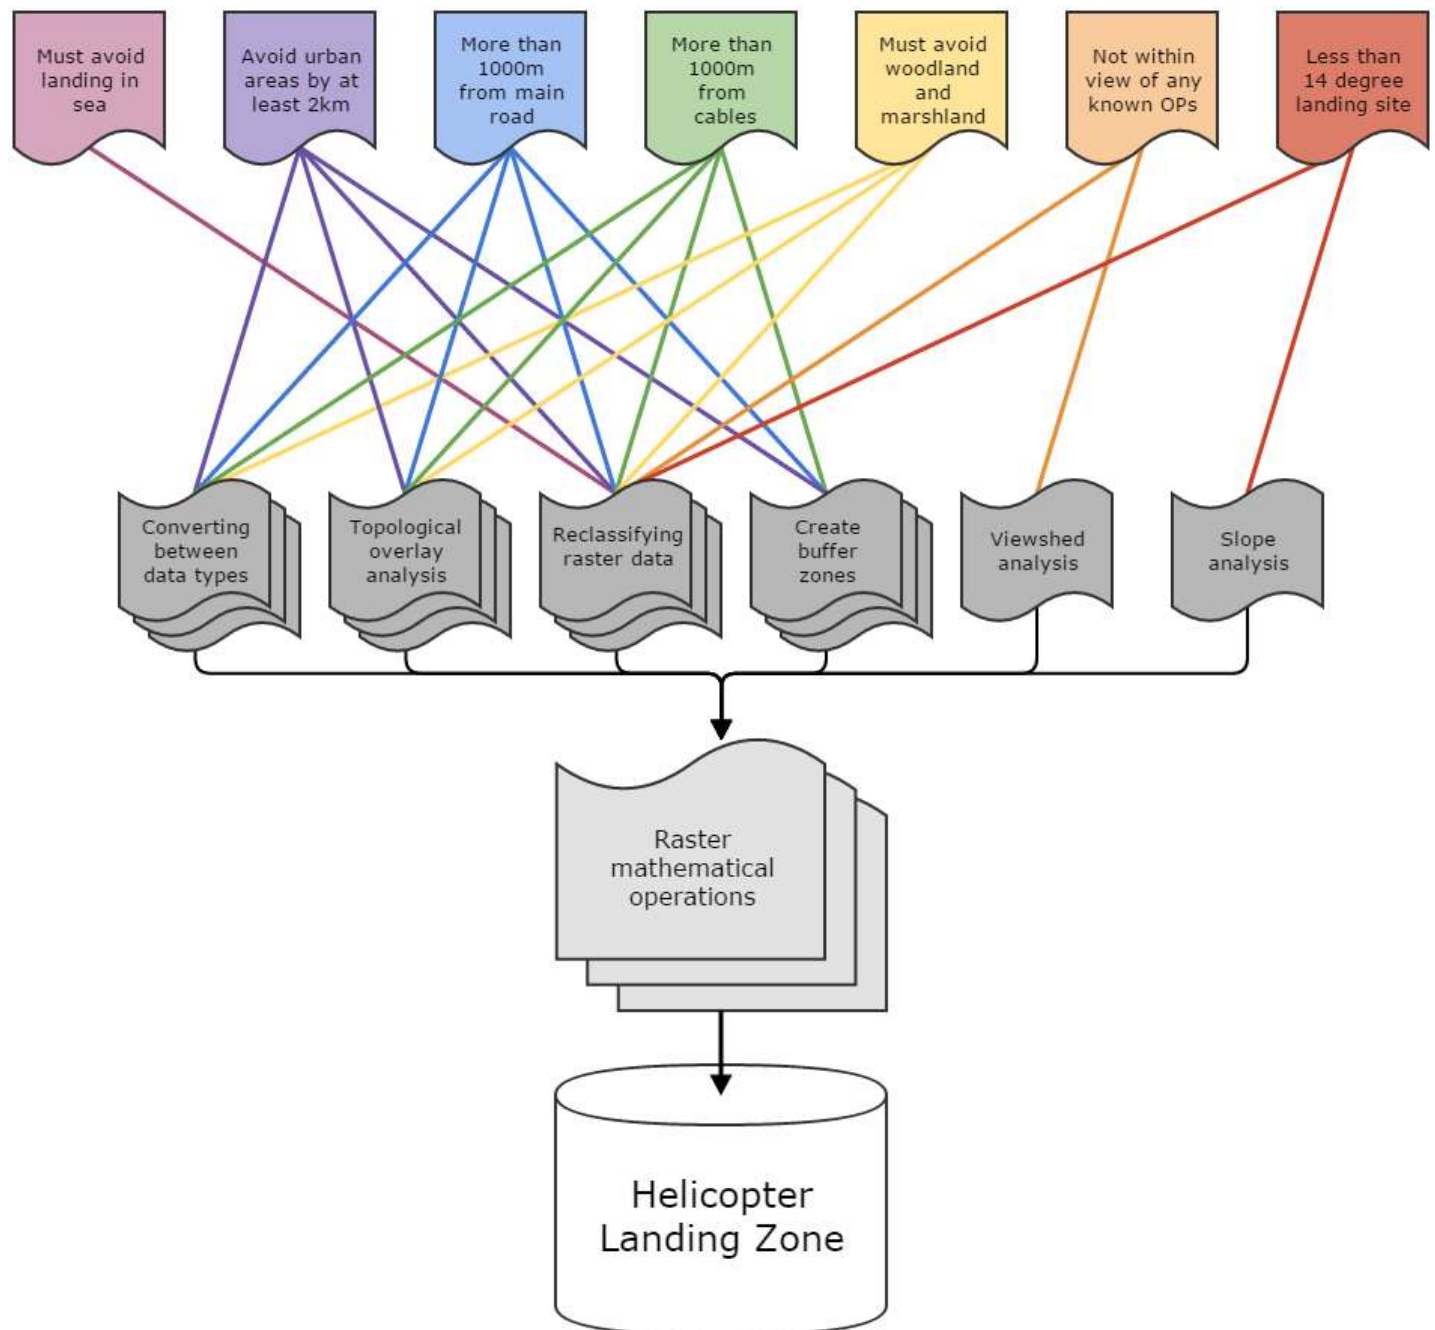 Must avoid
landing in
sea
Avoid urban
areas by at
least 2km
More than
1000m
from main
road
More than
1000m
from
cables
Must avoid
woodland
and
marshland
Not within
view of any
known OPs
Less than
14 degree
landing site
Converting
between
data types
Topological
overlay
analysis
Reclassifying
raster data
Create
buffer
zones
Viewshed
analysis
Slope
analysis
Raster
mathematical
operations
Helicopter
Landing Zone